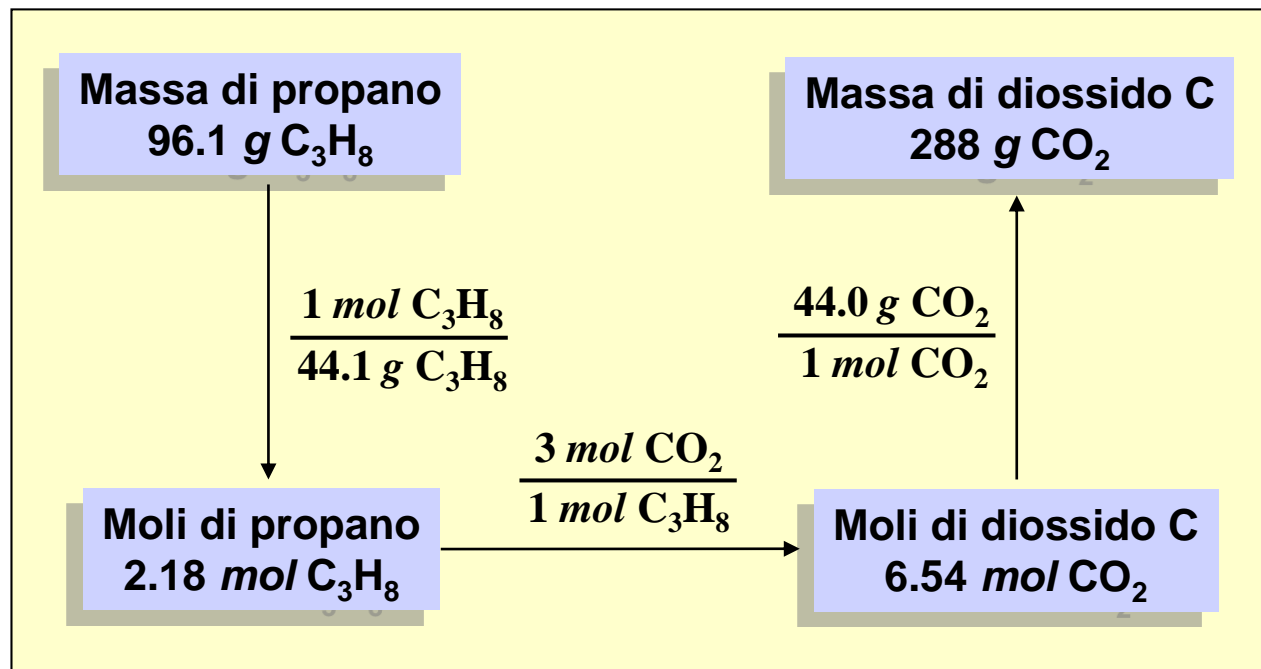 Massa di propano
96.1 g C₃H₈
Massa di diossido C
288 g CO₂
1 mol C₃H₈
44.1 g C₃H₈
44.0 g CO₂
1 mol CO₂
3 mol CO₂
1 mol C₃H₈
Moli di propano
2.18 mol C₃H₈
Moli di diossido C
6.54 mol CO₂